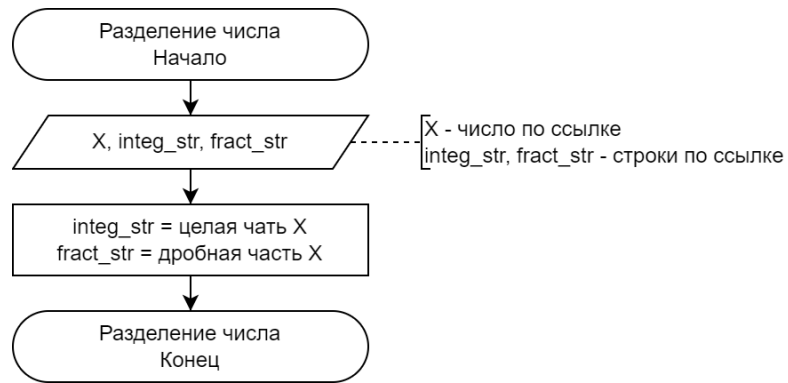 Разделение числа
Начало
X, integ_str, fract_str
X - число по ссылке
integ_str, fract_str - строки по ссылке
integ_str = целая чать X
fract_str = дробная часть X
Разделение числа
Конец